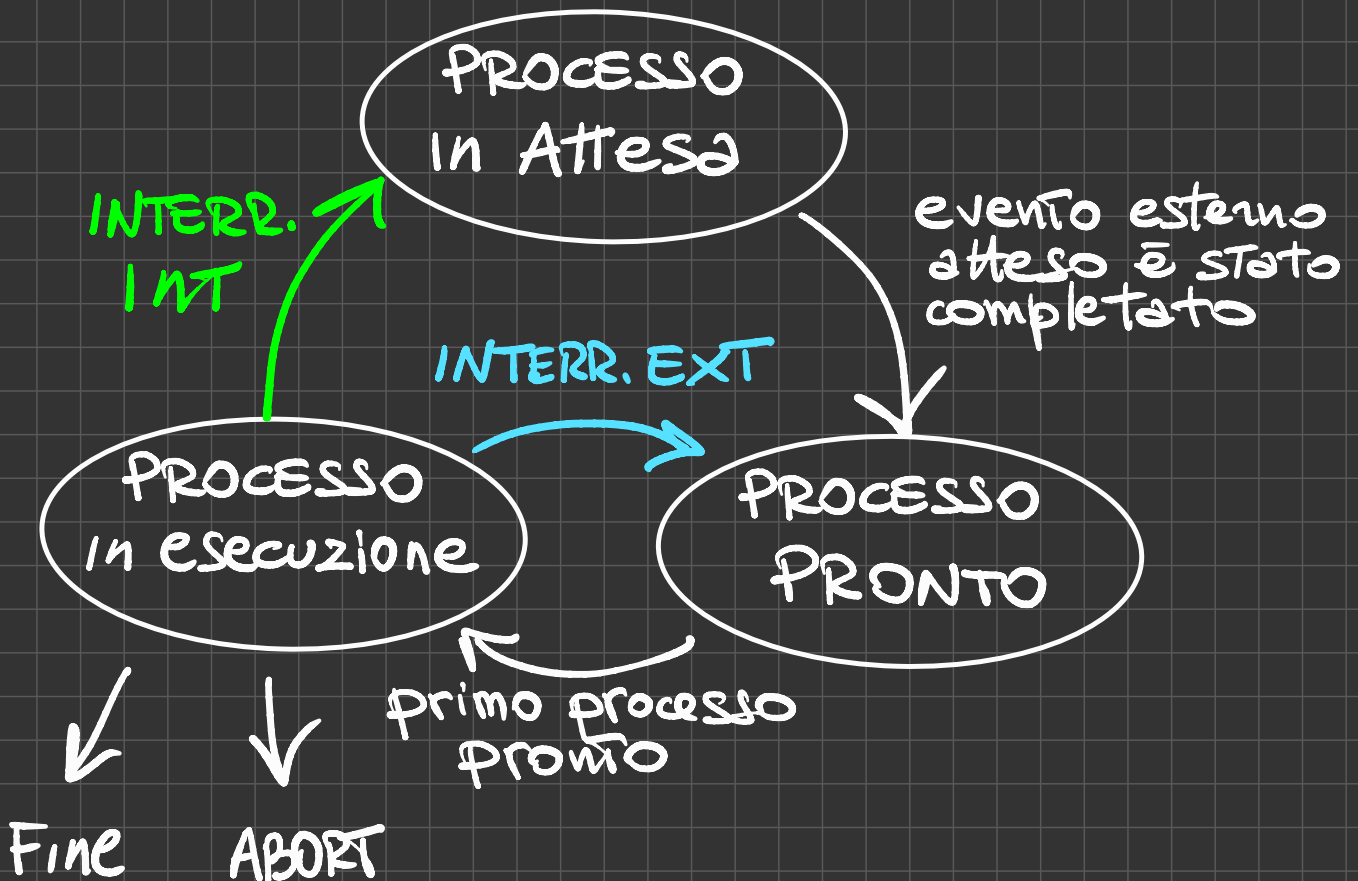 PROCESSO
in Attesa
INTERR.
INT
evento esterno
atteso è stato
completato
INTERR. EXT
PROCESSO
in esecuzione
PROCESSO
PRONTO
primo processo
pronto
Fine
ABORT